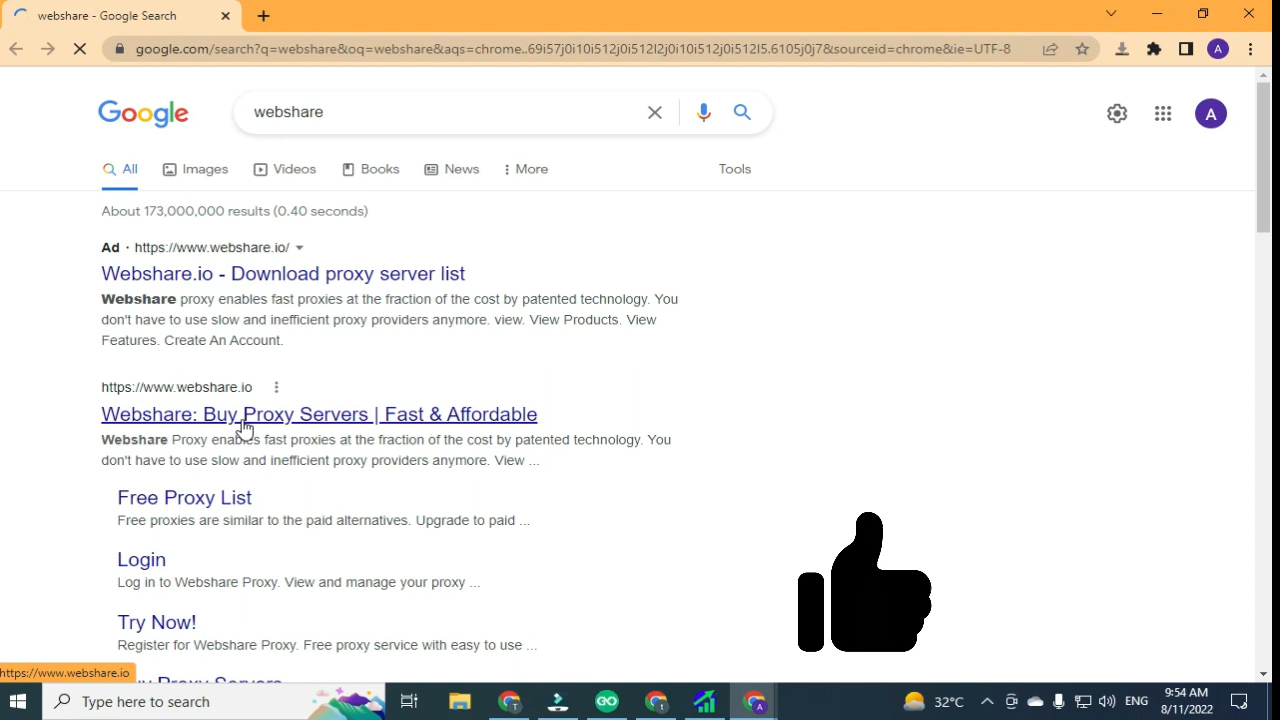 webshare - Google Search
google.com/search?q=webshare&oq=webshare&aqs=chrome..69i57j0i10i512j0i512l2j0i10i512j0i512l5.6105j0j7&sourceid=chrome&ie=UTF-8
A
Google
webshare
A
All
Images
Videos
Books
News
More
Tools
About 173,000,000 results (0.40 seconds)
Ad · https://www.webshare.io/
Webshare.io - Download proxy server list
Webshare proxy enables fast proxies at the fraction of the cost by patented technology. You
don't have to use slow and inefficient proxy providers anymore. view. View Products. View
Features. Create An Account.
https://www.webshare.io
Webshare: Buy Proxy Servers | Fast & Affordable
Webshare Proxy enables fast proxies at the fraction of the cost by patented technology. You
don't have to use slow and inefficient proxy providers anymore. View ...
Free Proxy List
Free proxies are similar to the paid alternatives. Upgrade to paid ...
Login
Log in to Webshare Proxy. View and manage your proxy ...
Try Now!
Register for Webshare Proxy. Free proxy service with easy to use ...
Proxy Servers
https://www.webshare.io
Type here to search
32°C
ENG
9:54 AM
8/11/2022